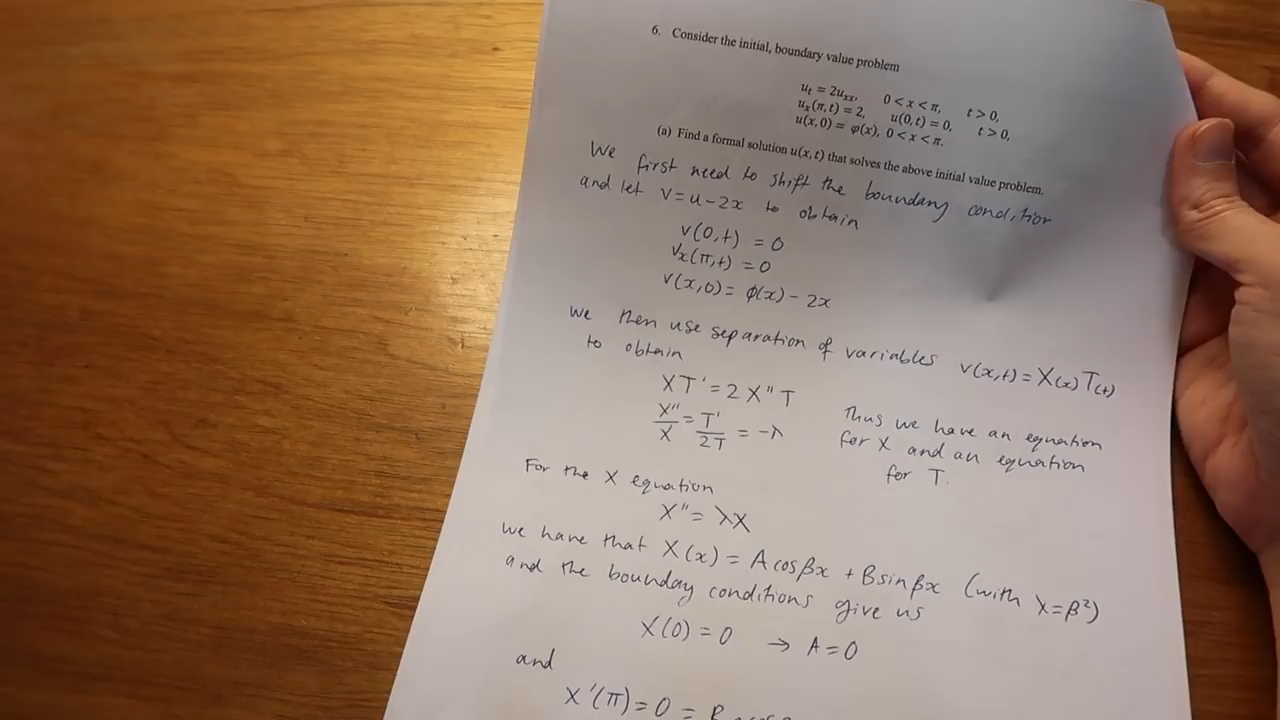 6. Consider the initial, boundary value problem
uₜ = 2uₓₓ, 0 < x < π, t > 0,
uₓ(π, t) = 2, u(0, t) = 0, t > 0,
u(x, 0) = φ(x), 0 < x < π.
(a) Find a formal solution u(x, t) that solves the above initial value problem.
We first need to shift the boundary condition
and let v = u - 2x to obtain
v(0,t) = 0
vₓ(π,t) = 0
v(x,0) = φ(x) - 2x
We then use separation of variables v(x,t) = X(x) T(t)
to obtain
XT' = 2X"T
X"/X = T'/2T = -λ
Thus we have an equation
for X and an equation
for T.
For the X equation
X" = λX
we have that X(x) = A cos βx + B sin βx (with λ = β²)
and the boundary conditions give us
X(0) = 0 → A = 0
and
X'(π) = 0 =